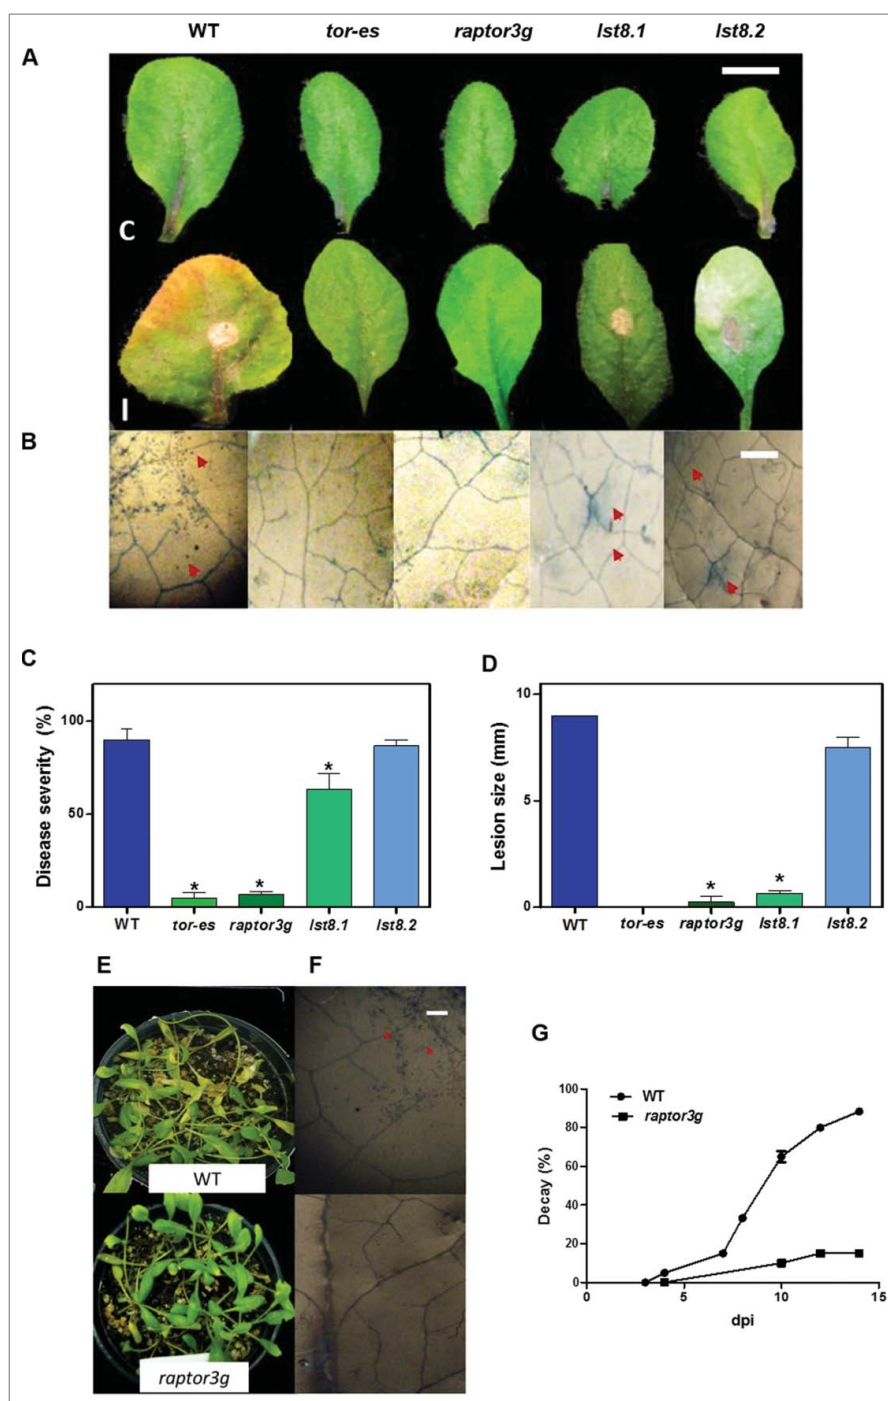 WT tor-es raptor3g lst8.1 lst8.2
A
C
B
C
Disease severity (%)
100
50
0
*
*
*
WT tor-es raptor3g lst8.1 lst8.2
D
Lesion size (mm)
10
5
0
*
*
WT tor-es raptor3g lst8.1 lst8.2
E
F
WT
raptor3g
G
WT
raptor3g
Decay (%)
100
80
60
40
20
0
0 5 10 15
dpi